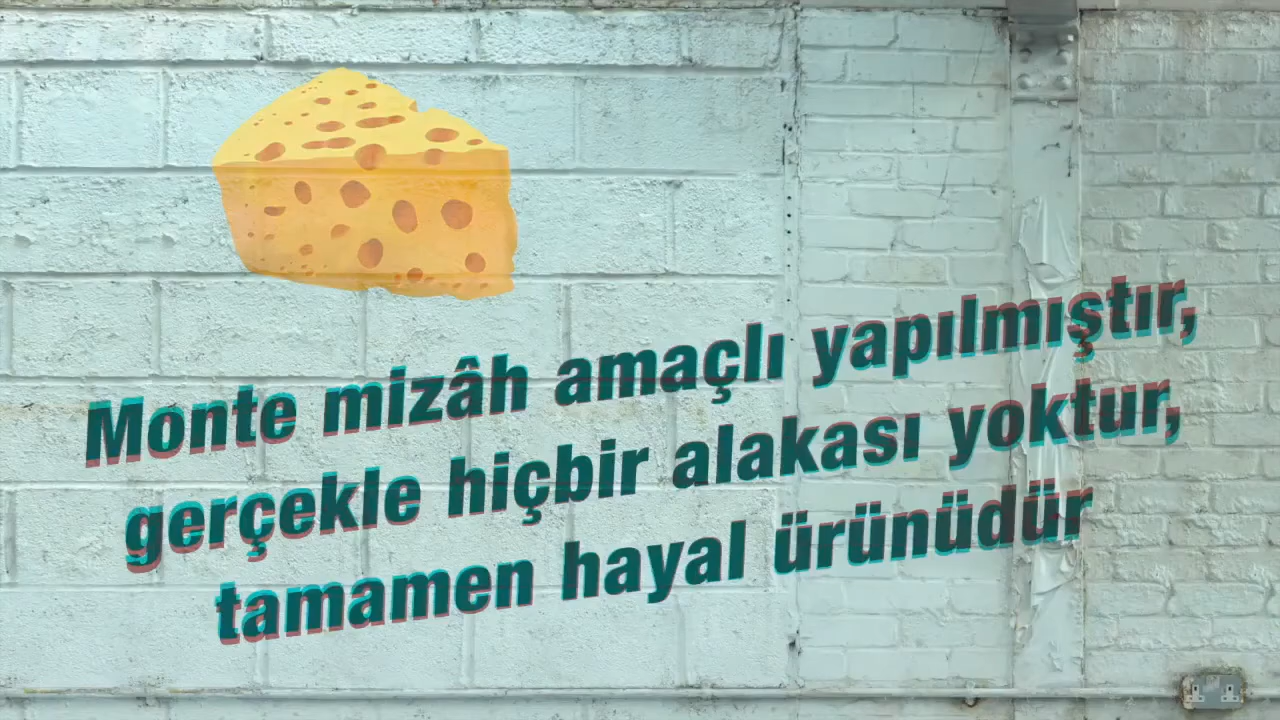 Monte mizâh amaçlı yapılmıştır,
gerçekle hiçbir alakası yoktur,
tamamen hayal ürünüdür